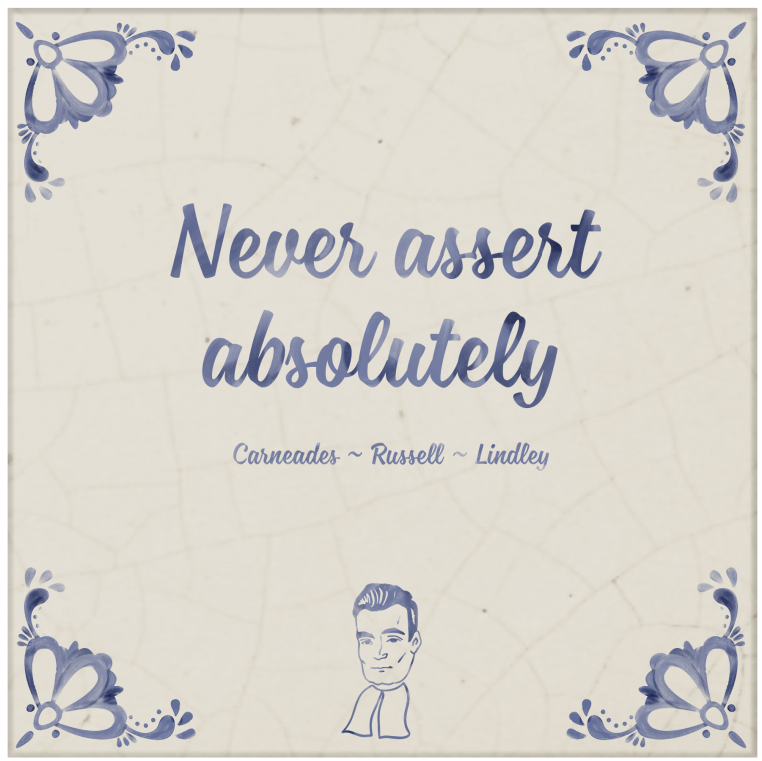 Never assert
absolutely
Carneades ~ Russell ~ Lindley